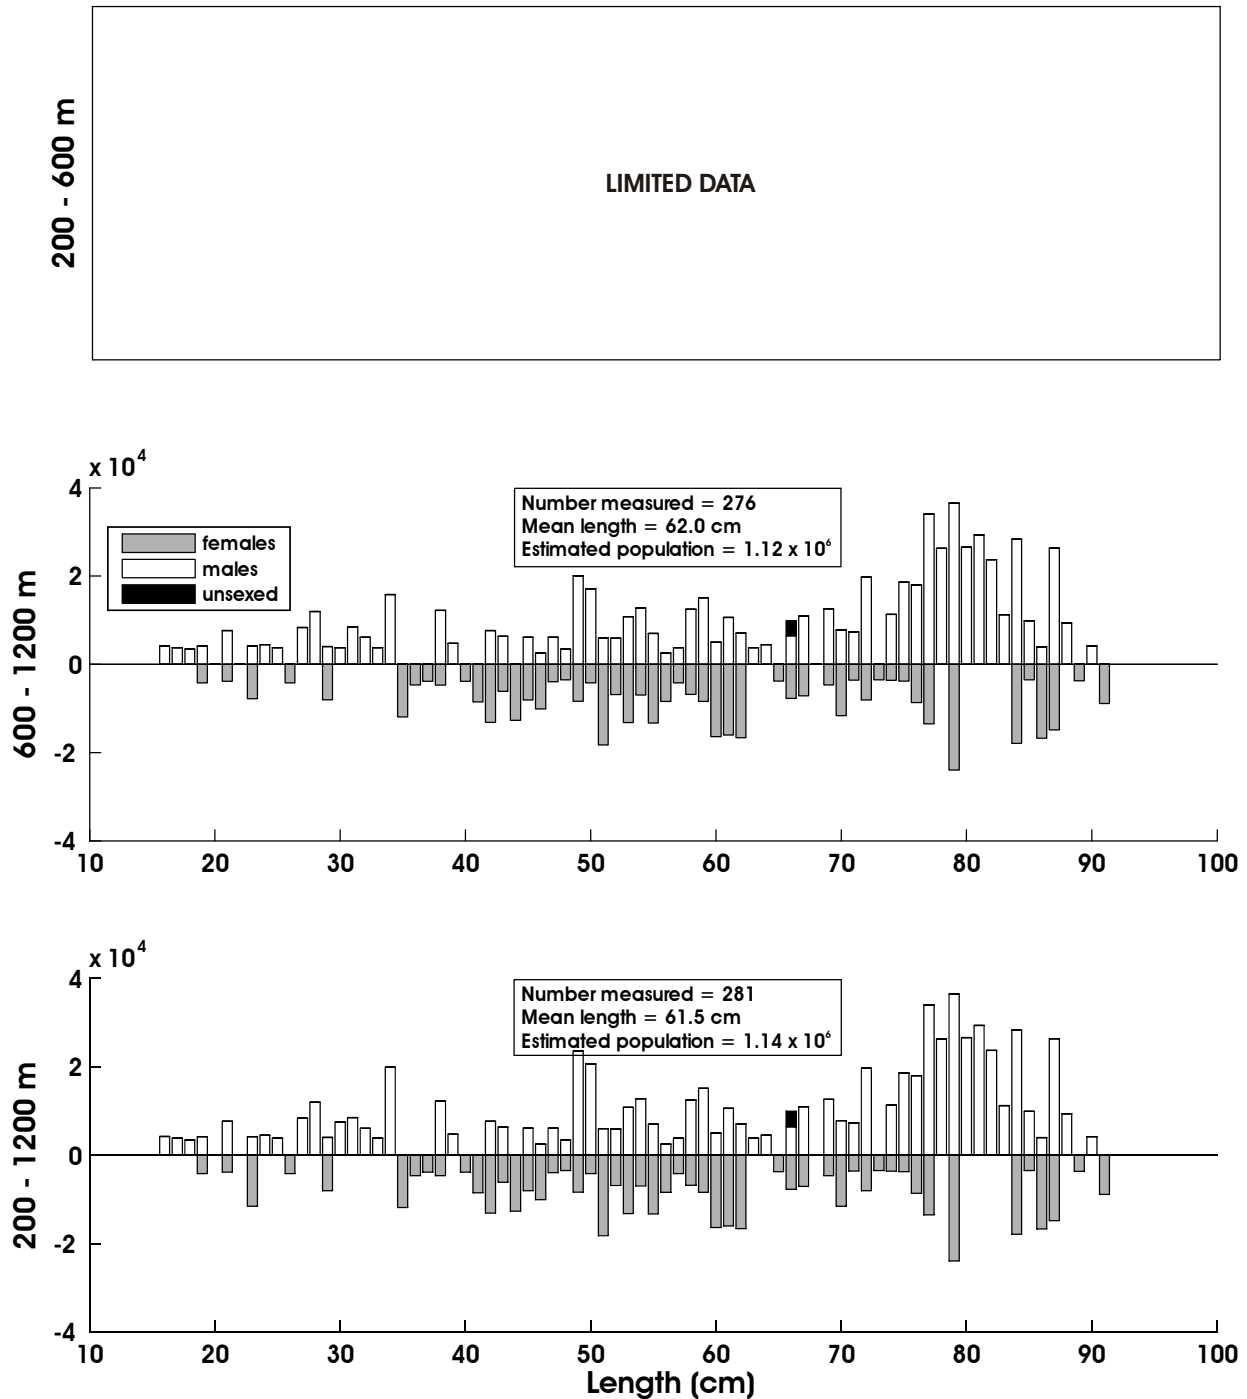 200 - 600 m
LIMITED DATA
x 10^4
4
2
0
-2
-4
600 - 1200 m
females
males
unsexed
Number measured = 276
Mean length = 62.0 cm
Estimated population = 1.12 x 10^6
10 20 30 40 50 60 70 80 90 100
x 10^4
4
2
0
-2
-4
200 - 1200 m
Number measured = 281
Mean length = 61.5 cm
Estimated population = 1.14 x 10^6
10 20 30 40 50 60 70 80 90 100
Length (cm)